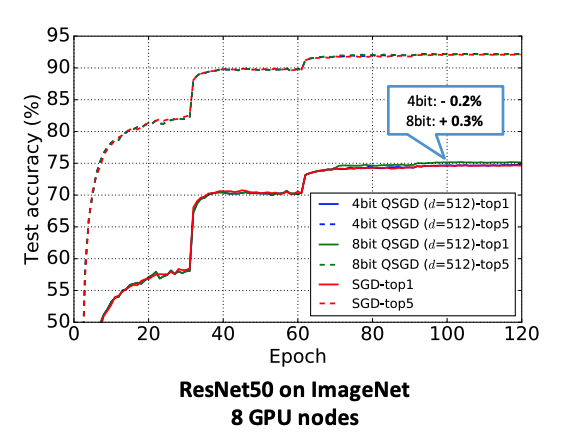 95
90
85
80
75
70
65
60
55
50
Test accuracy (%)
4bit: - 0.2%
8bit: + 0.3%
4bit QSGD (d=512)-top1
4bit QSGD (d=512)-top5
8bit QSGD (d=512)-top1
8bit QSGD (d=512)-top5
SGD-top1
SGD-top5
0 20 40 60 80 100 120
Epoch
ResNet50 on ImageNet
8 GPU nodes